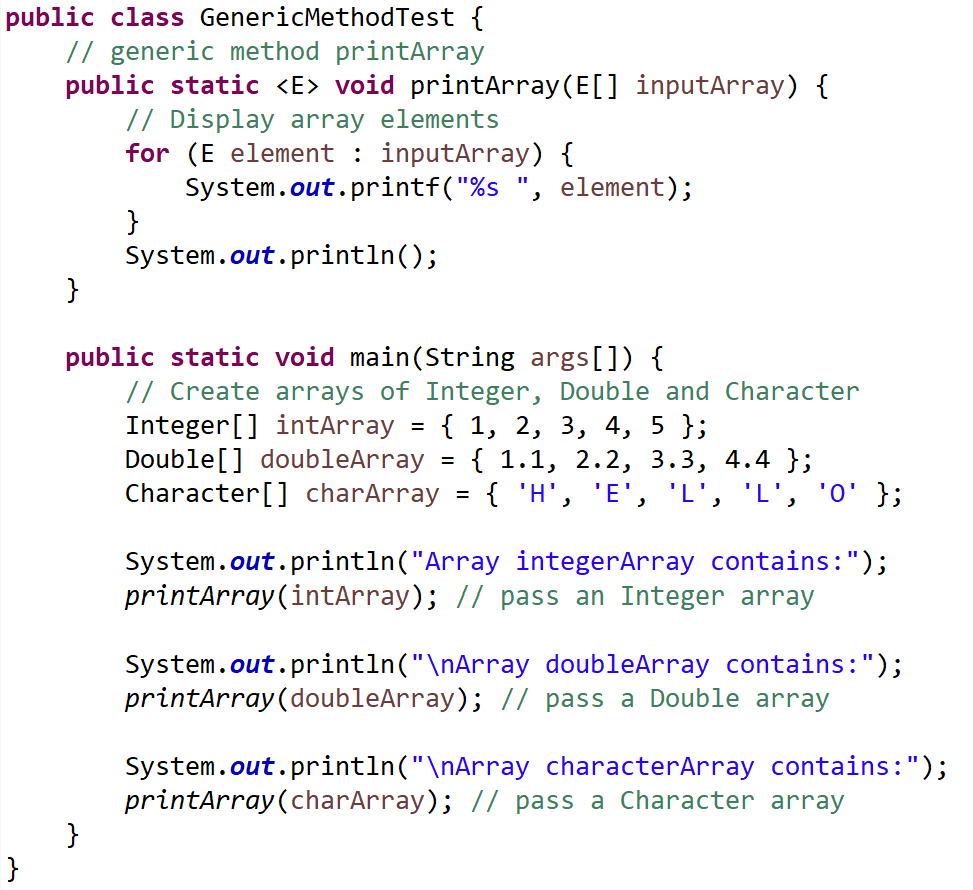 public class GenericMethodTest {
    // generic method printArray
    public static <E> void printArray(E[] inputArray) {
        // Display array elements
        for (E element : inputArray) {
            System.out.printf("%s ", element);
        }
        System.out.println();
    }

    public static void main(String args[]) {
        // Create arrays of Integer, Double and Character
        Integer[] intArray = { 1, 2, 3, 4, 5 };
        Double[] doubleArray = { 1.1, 2.2, 3.3, 4.4 };
        Character[] charArray = { 'H', 'E', 'L', 'L', 'O' };

        System.out.println("Array integerArray contains:");
        printArray(intArray); // pass an Integer array

        System.out.println("\nArray doubleArray contains:");
        printArray(doubleArray); // pass a Double array

        System.out.println("\nArray characterArray contains:");
        printArray(charArray); // pass a Character array
    }
}